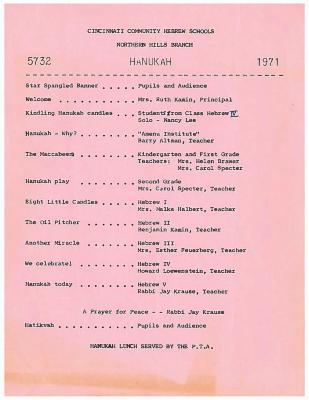 CINCINNATI COMMUNITY HEBREW SCHOOLS
NORTHERN HILLS BRANCH
5732 HANUKAH 1971
Star Spangled Banner . . . . . Pupils and Audience
Welcome . . . . . . . . . . . Mrs. Ruth Kamin, Principal
Kindling Hanukah candles . . . Students from Class Hebrew IV
Solo - Nancy Lee
Hanukah - Why? . . . . . . . . "Amens Institute"
Barry Altman, Teacher
The Maccabees . . . . . . . . Kindergarten and First Grade
Teachers: Mrs. Helen Brawer
Mrs. Carol Specter
Hanukah play . . . . . . . . . Second Grade
Mrs. Carol Specter, Teacher
Eight Little Candles . . . . . Hebrew I
Mrs. Malka Halbert, Teacher
The Oil Pitcher . . . . . . . Hebrew II
Benjamin Kamin, Teacher
Another Miracle . . . . . . . Hebrew III
Mrs. Esther Feuerberg, Teacher
We celebrate! . . . . . . . . Hebrew IV
Howard Loewenstein, Teacher
Hanukah today . . . . . . . . Hebrew V
Rabbi Jay Krause, Teacher
A Prayer for Peace - - Rabbi Jay Krause
Hatikvah . . . . . . . . . . . Pupils and Audience
HANUKAH LUNCH SERVED BY THE P.T.A.